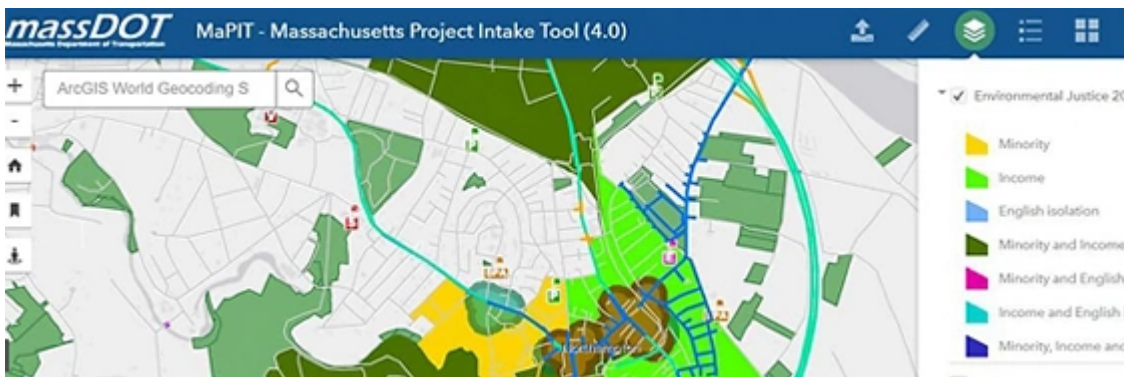 massDOT
Massachusetts Department of Transportation
MaPIT - Massachusetts Project Intake Tool (4.0)
ArcGIS World Geocoding S
Environmental Justice 20
Minority
Income
English isolation
Minority and Income
Minority and English
Income and English
Minority, Income and
Northampton